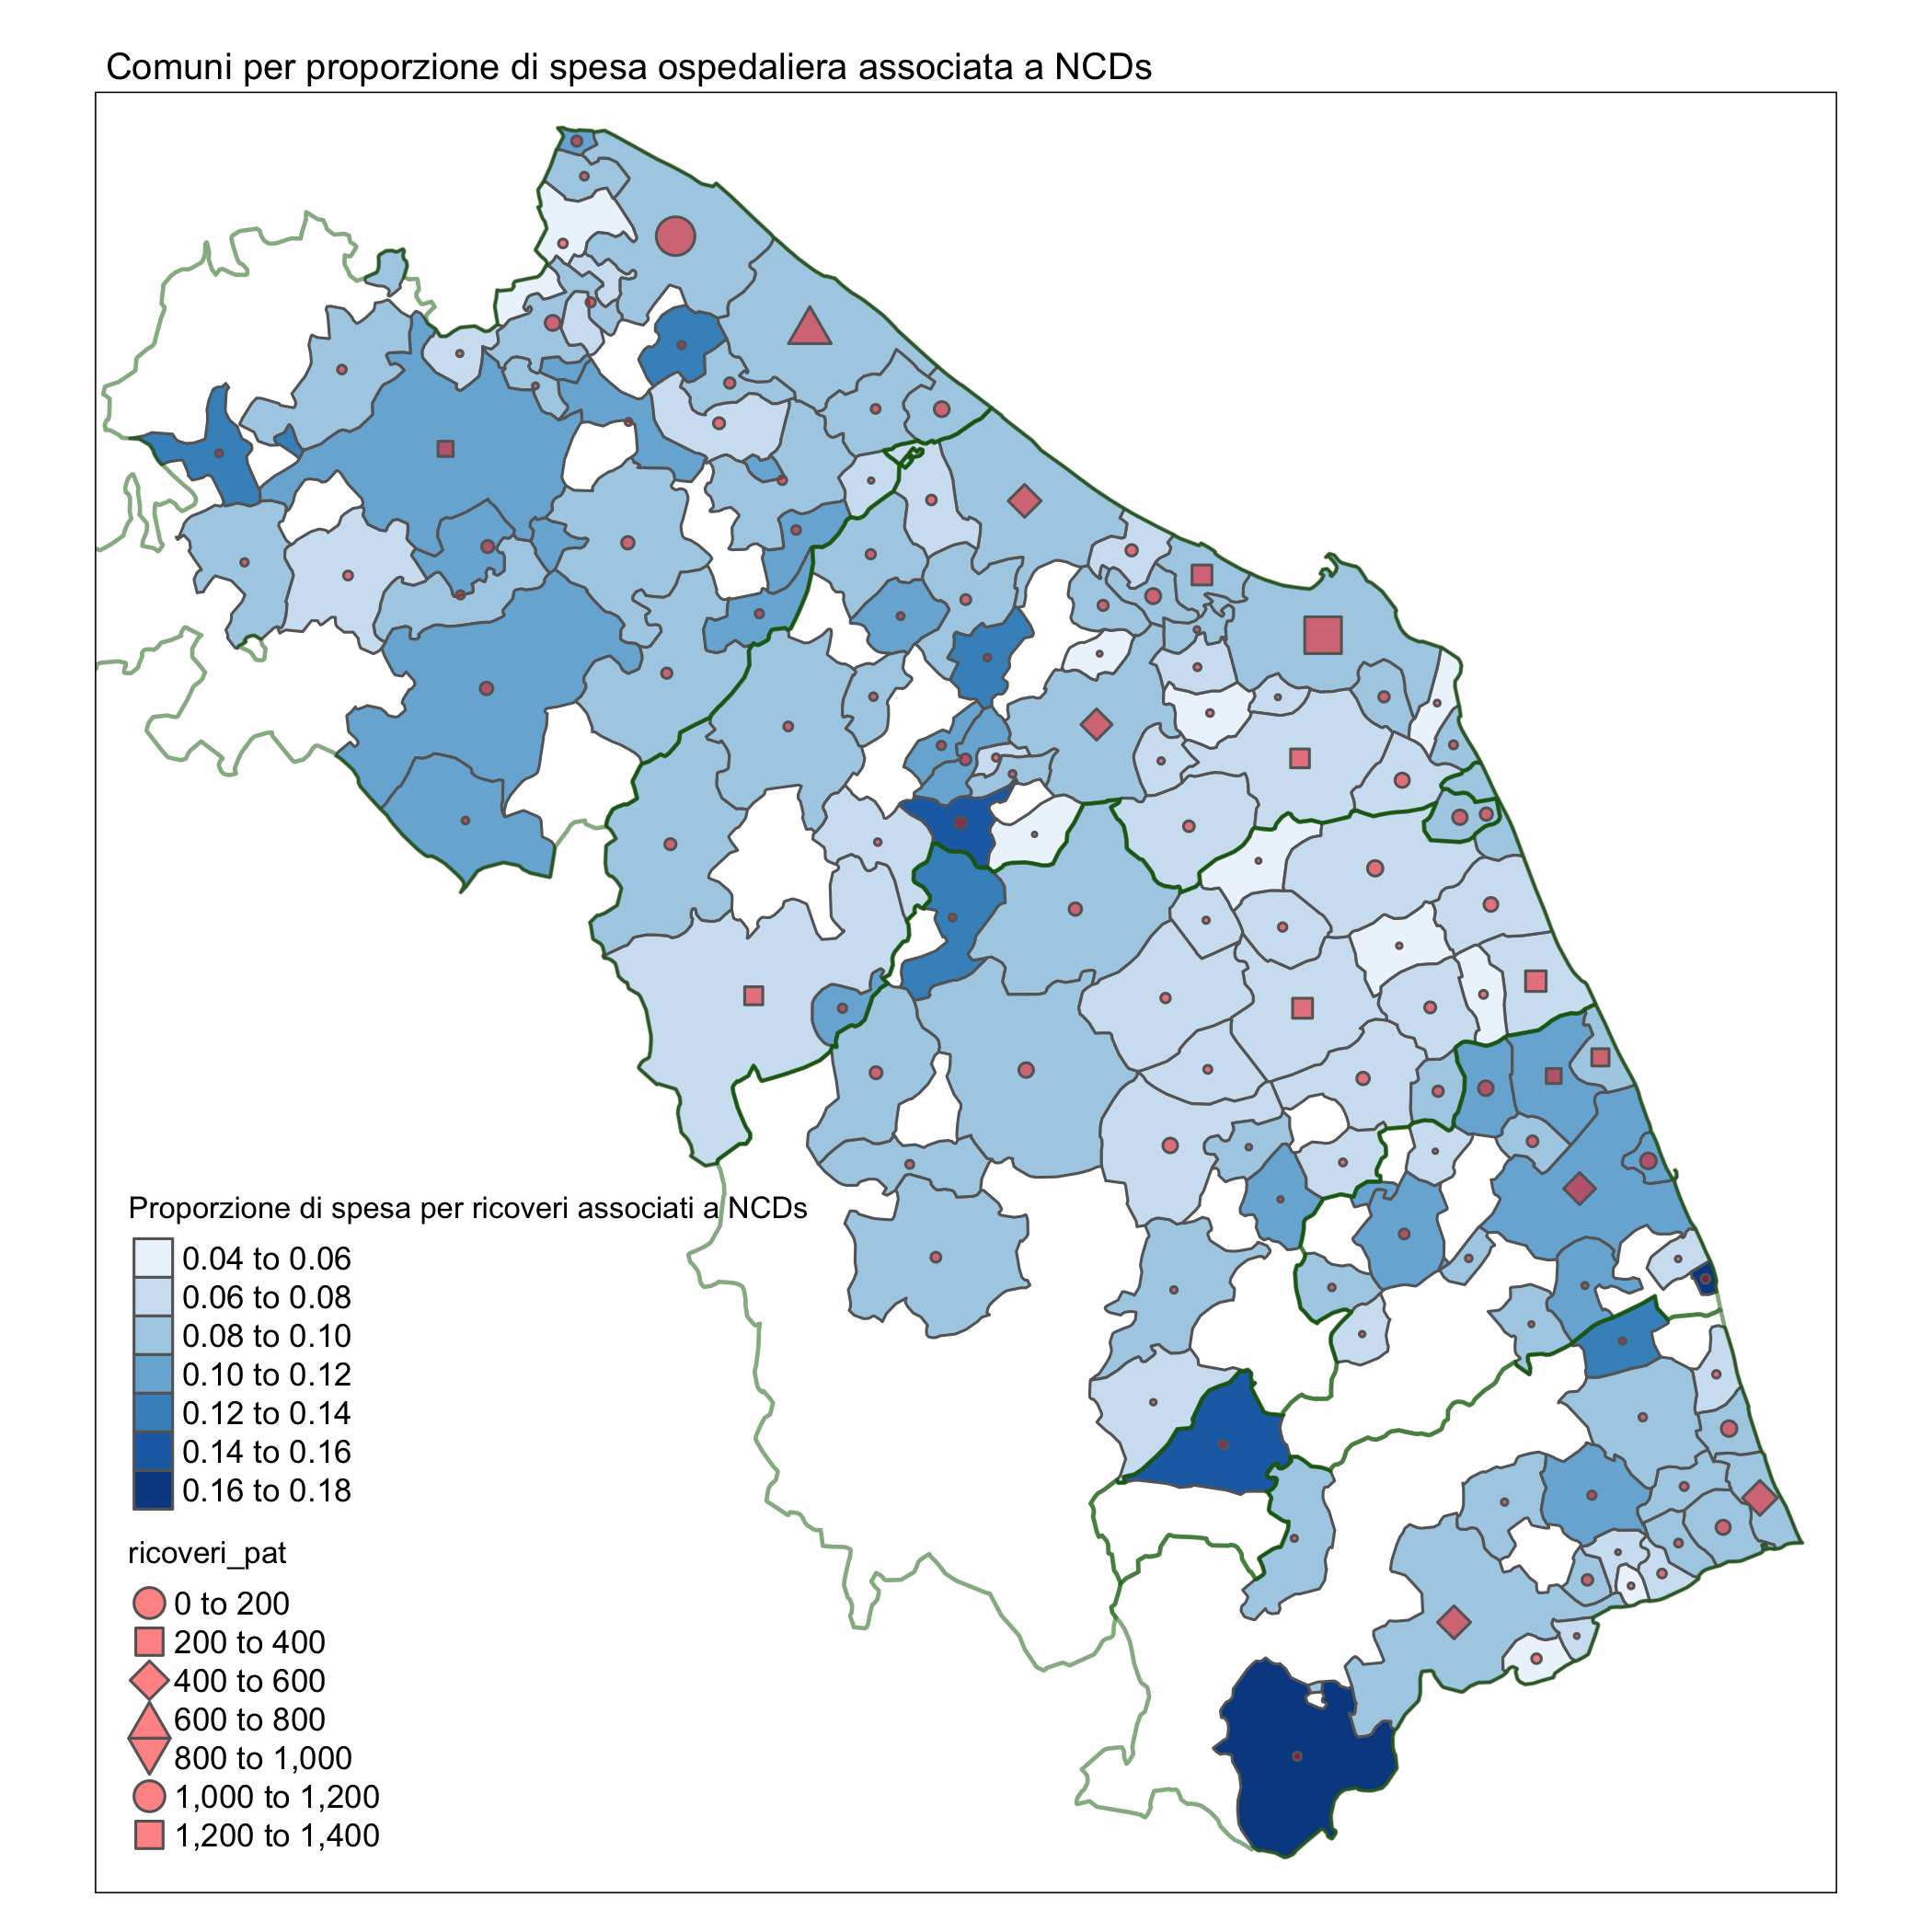 Comuni per proporzione di spesa ospedaliera associata a NCDs
Proporzione di spesa per ricoveri associati a NCDs
0.04 to 0.06
0.06 to 0.08
0.08 to 0.10
0.10 to 0.12
0.12 to 0.14
0.14 to 0.16
0.16 to 0.18
ricoveri_pat
0 to 200
200 to 400
400 to 600
600 to 800
800 to 1,000
1,000 to 1,200
1,200 to 1,400